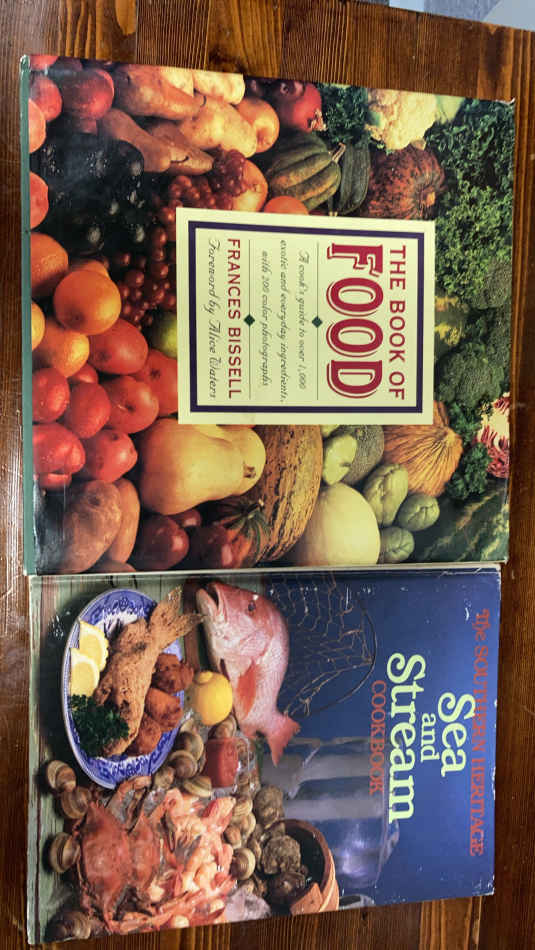 THE BOOK OF
FOOD
A cook's guide to over 1,000
exotic and everyday ingredients,
with 200 color photographs
FRANCES BISSELL
Foreword by Alice Waters
The SOUTHERN HERITAGE
Sea
and
Stream
COOKBOOK